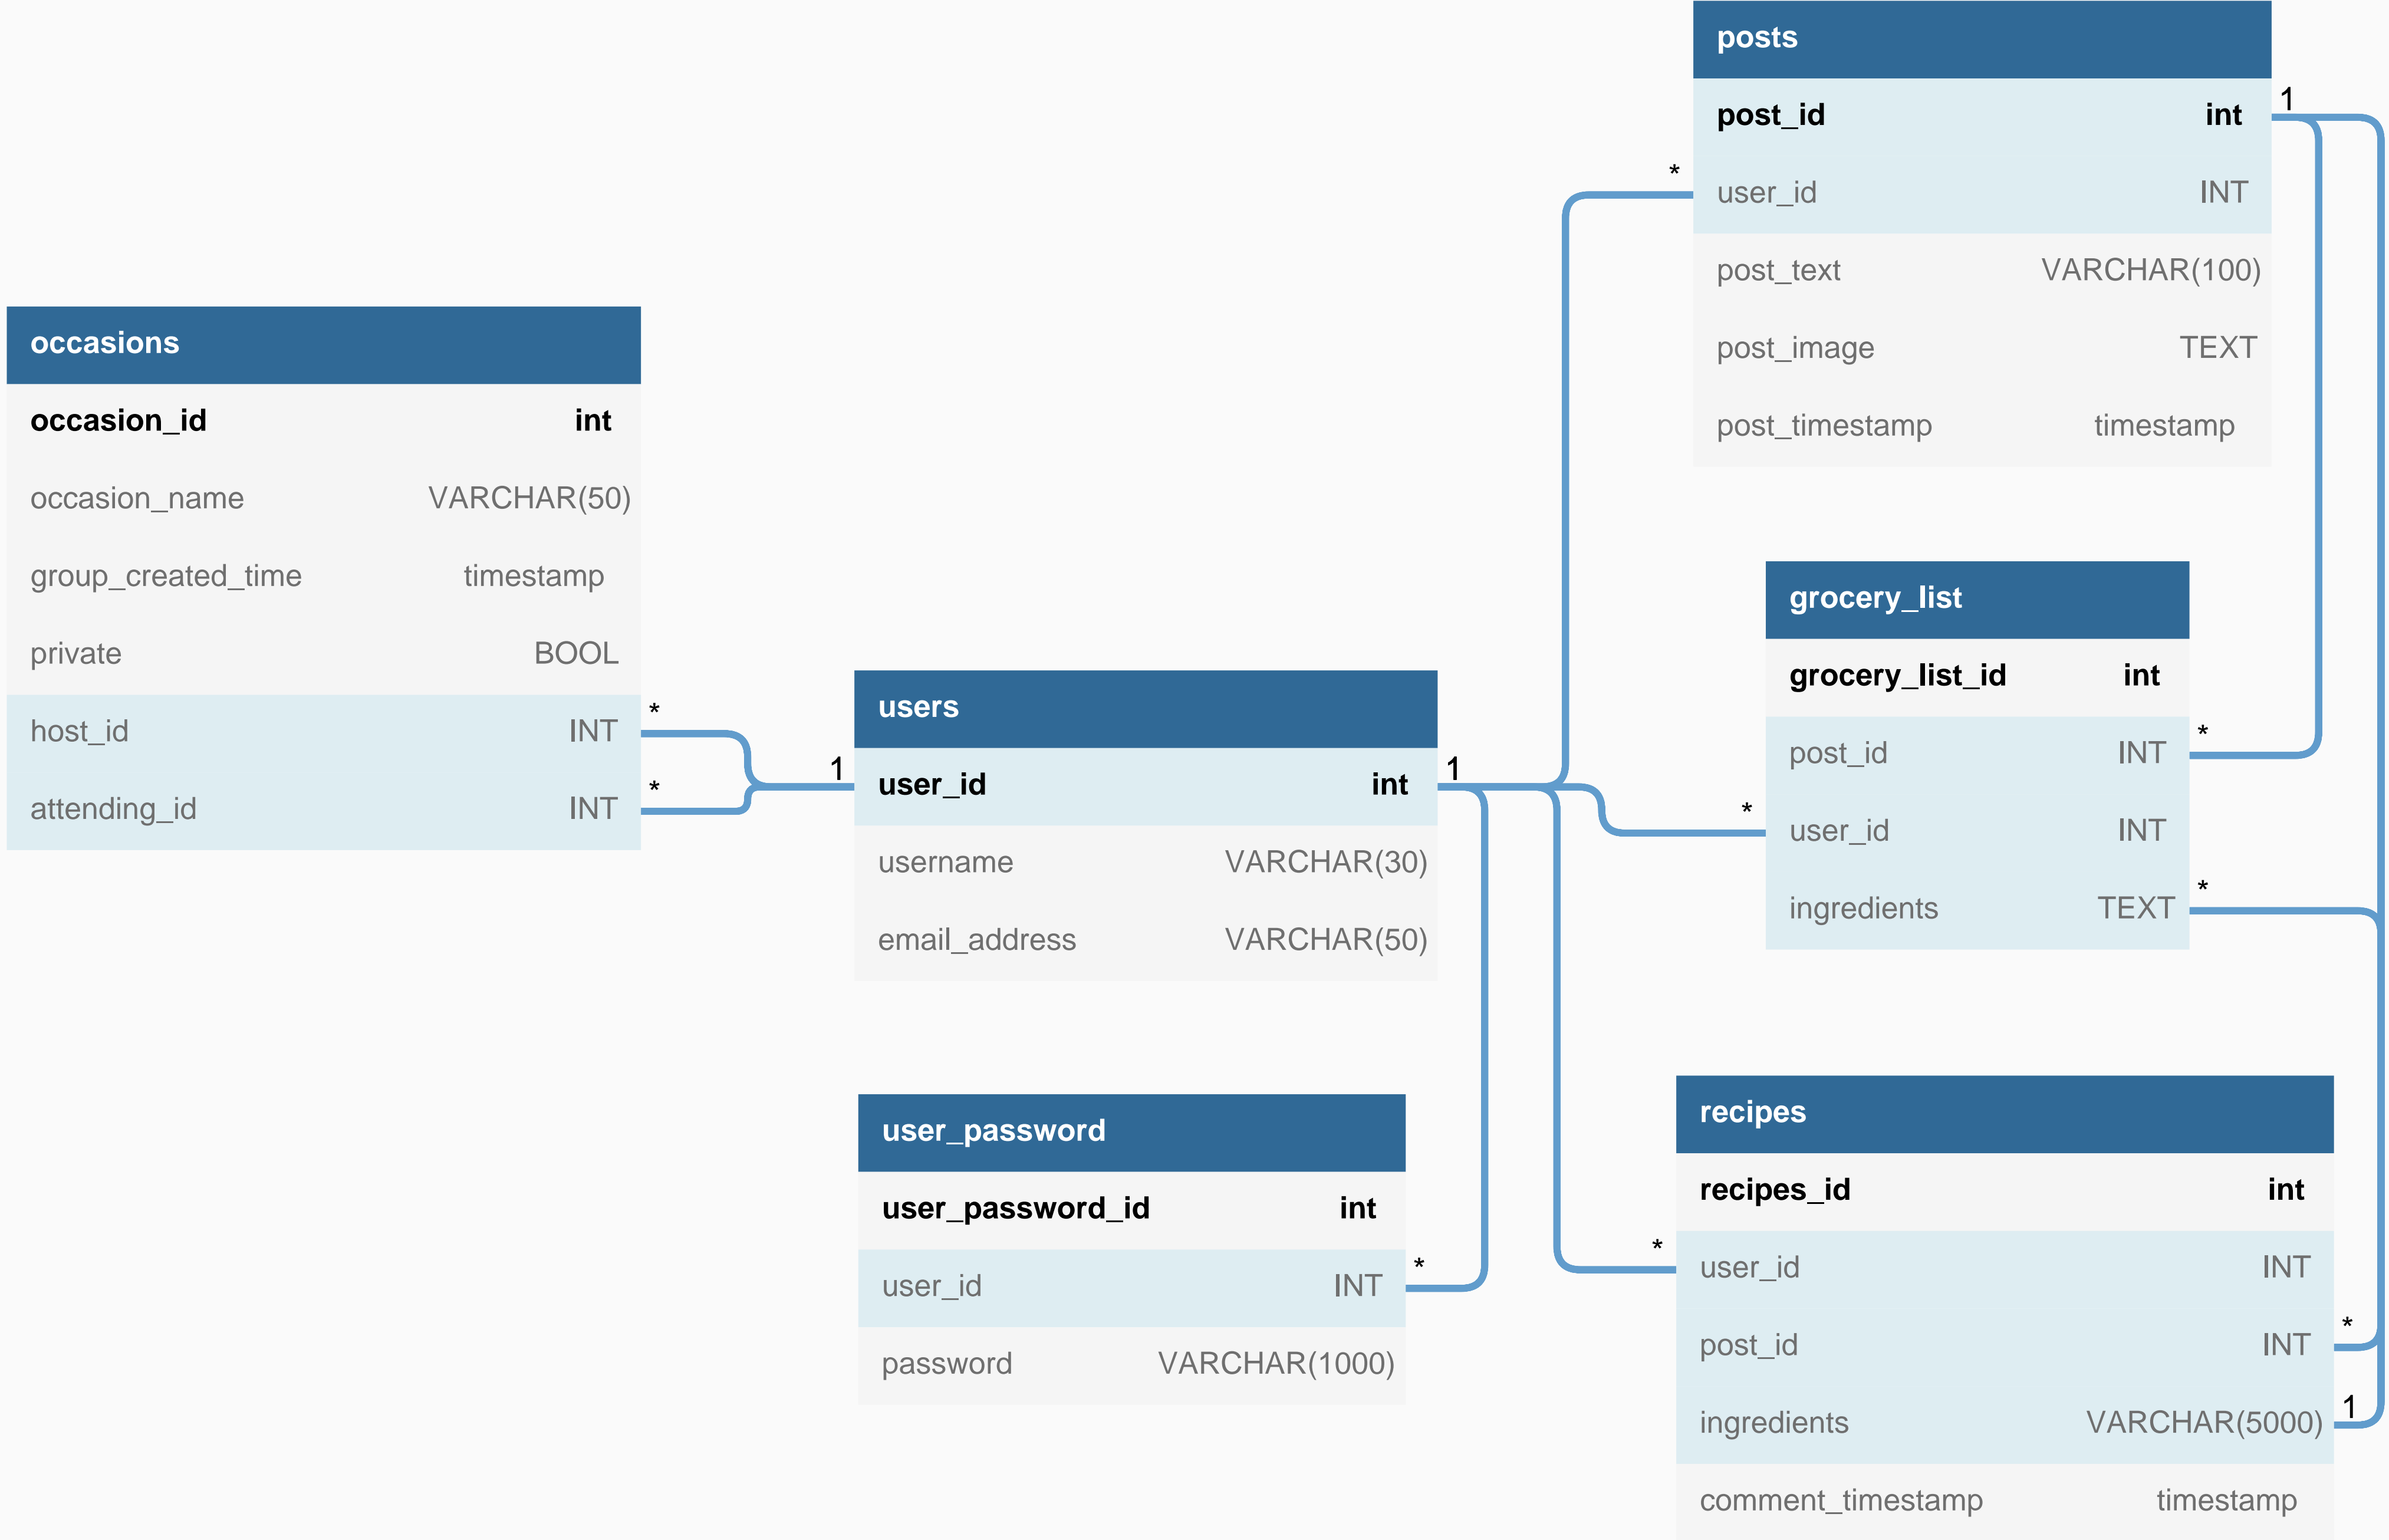 posts
post_id int
user_id INT
post_text VARCHAR(100)
post_image TEXT
post_timestamp timestamp
1
*
occasions
occasion_id int
occasion_name VARCHAR(50)
group_created_time timestamp
private BOOL
host_id INT
attending_id INT
*
*
users
user_id int
username VARCHAR(30)
email_address VARCHAR(50)
1
1
grocery_list
grocery_list_id int
post_id INT
user_id INT
ingredients TEXT
*
*
*
user_password
user_password_id int
user_id INT
password VARCHAR(1000)
*
recipes
recipes_id int
user_id INT
post_id INT
ingredients VARCHAR(5000)
comment_timestamp timestamp
*
*
1